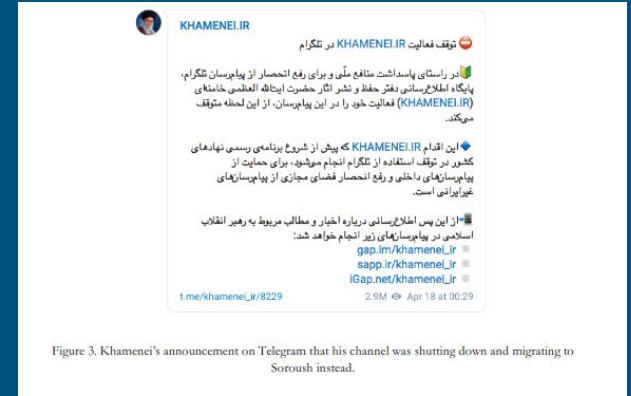 KHAMENEI.IR
⛔ توقف فعالیت KHAMENEI.IR در تلگرام
🔰در راستای پاسداشت منافع ملّی و برای رفع انحصار از پیام‌رسان تلگرام،
پایگاه اطلاع‌رسانی دفتر حفظ و نشر آثار حضرت آیت‌الله العظمی خامنه‌ای
(KHAMENEI.IR) فعالیت خود را در این پیام‌رسان، از این لحظه متوقف
می‌کند.
🔹این اقدام KHAMENEI.IR که پیش از شروع برنامه‌ی رسمی نهادهای
کشور در توقف استفاده از تلگرام انجام می‌شود، برای حمایت از
پیام‌رسان‌های داخلی و رفع انحصار فضای مجازی از پیام‌رسان‌های
غیرایرانی است.
📲از این پس اطلاع‌رسانی درباره اخبار و مطالب مربوط به رهبر انقلاب
اسلامی در پیام‌رسان‌های زیر انجام خواهد شد:
gap.im/khamenei_ir
sapp.ir/khamenei_ir
iGap.net/khamenei_ir
t.me/khamenei_ir/8229 2.9M Apr 18 at 00:29
Figure 3. Khamenei's announcement on Telegram that his channel was shutting down and migrating to
Soroush instead.